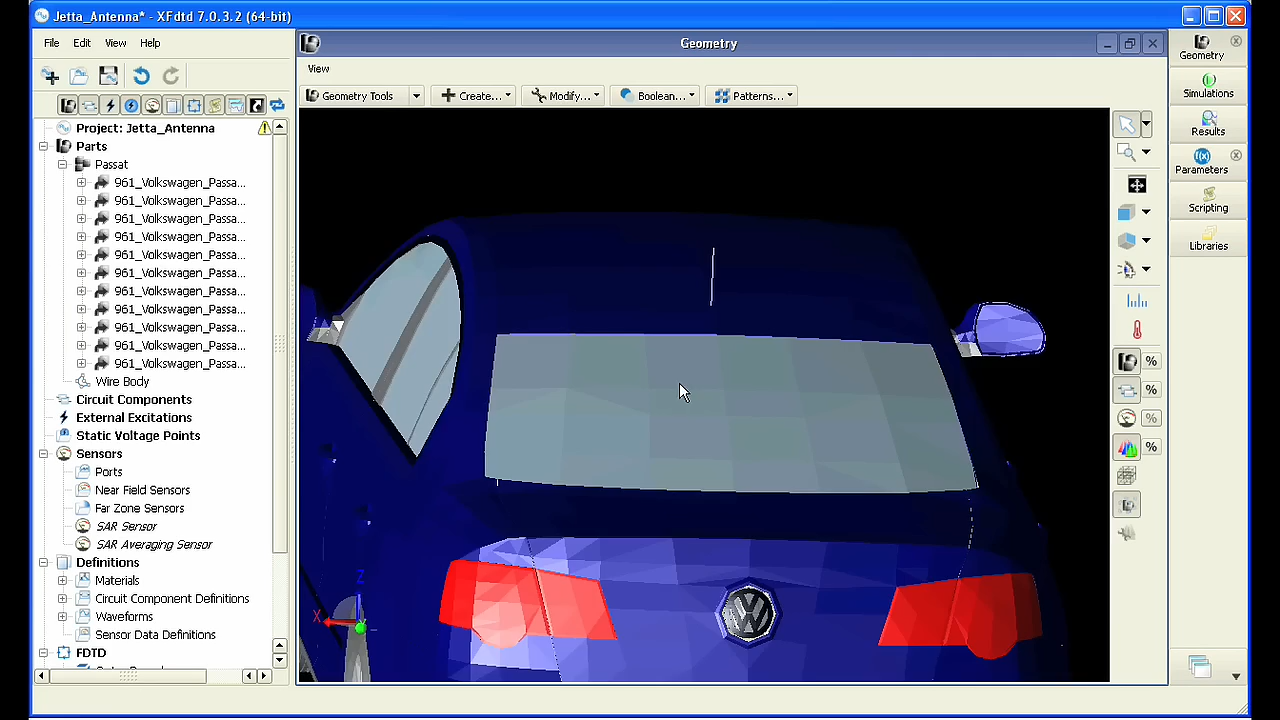 Jetta_Antenna* - XFdtd 7.0.3.2 (64-bit)
File Edit View Help
Project: Jetta_Antenna
Parts
Passat
961_Volkswagen_Passa...
961_Volkswagen_Passa...
961_Volkswagen_Passa...
961_Volkswagen_Passa...
961_Volkswagen_Passa...
961_Volkswagen_Passa...
961_Volkswagen_Passa...
961_Volkswagen_Passa...
961_Volkswagen_Passa...
961_Volkswagen_Passa...
961_Volkswagen_Passa...
Wire Body
Circuit Components
External Excitations
Static Voltage Points
Sensors
Ports
Near Field Sensors
Far Zone Sensors
SAR Sensor
SAR Averaging Sensor
Definitions
Materials
Circuit Component Definitions
Waveforms
Sensor Data Definitions
FDTD
Geometry
View
Geometry Tools Create... Modify... Boolean... Patterns...
Z
X
%
%
%
%
Geometry
Simulations
Results
f(x)
Parameters
Scripting
Libraries